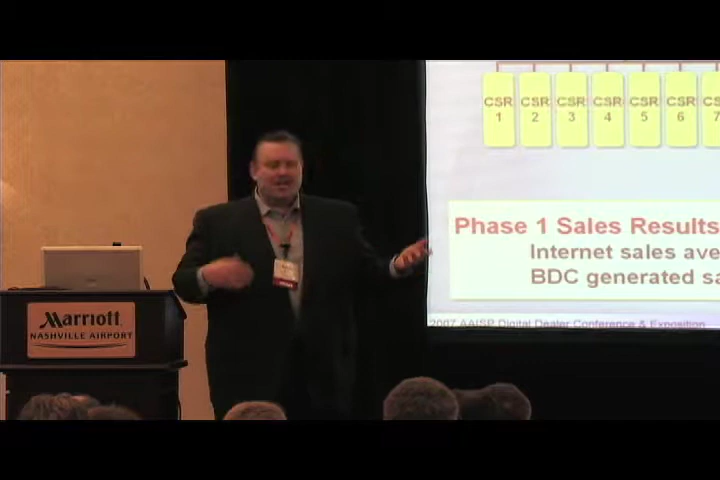 CSR CSR CSR CSR CSR CSR
1 2 3 4 5 6 7
Phase 1 Sales Results
Internet sales ave
BDC generated sa
2007 AAISP Digital Dealer Conference & Exposition
Marriott
NASHVILLE AIRPORT